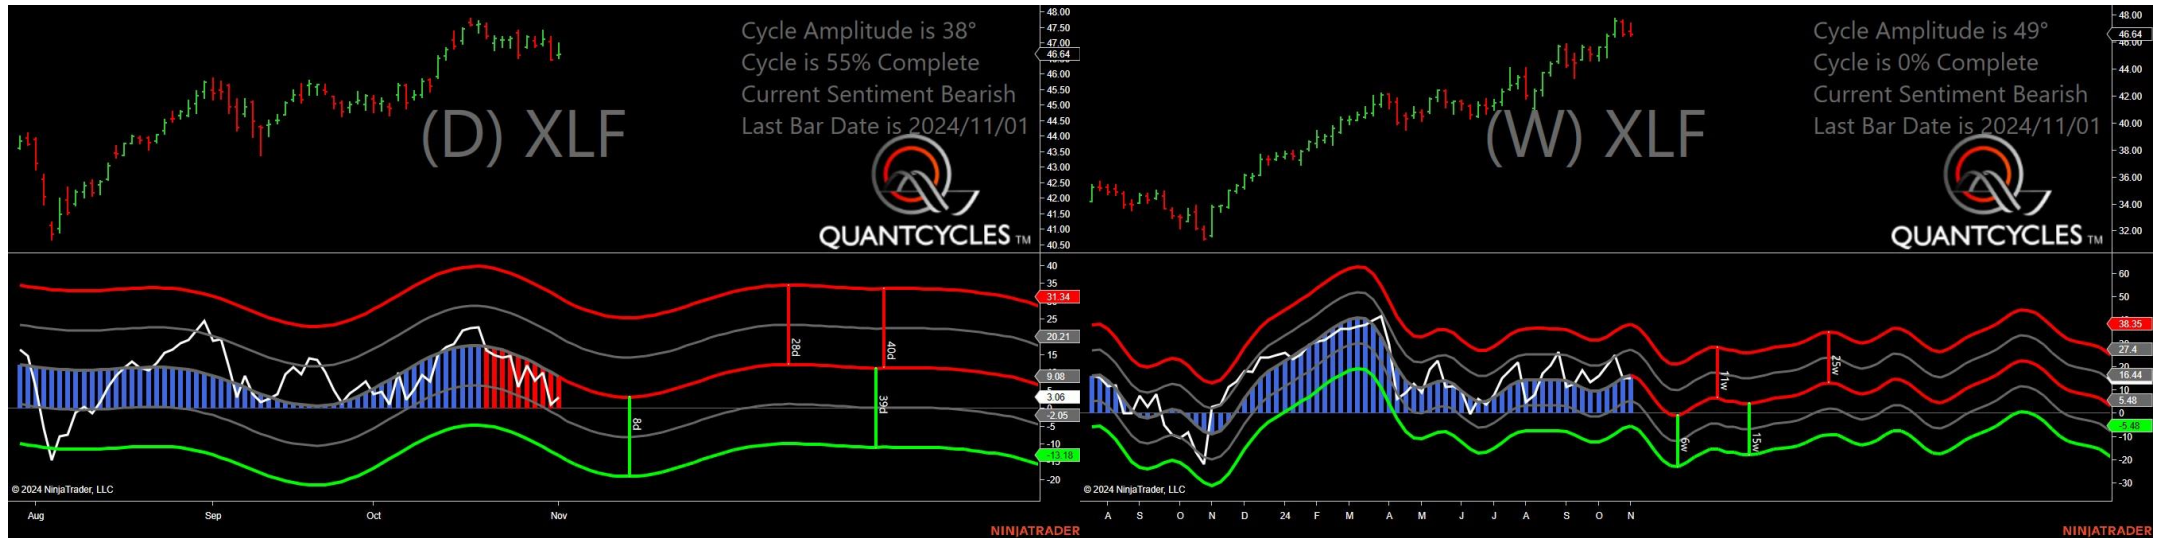 Cycle Amplitude is 38°
Cycle is 55% Complete
Current Sentiment Bearish
Last Bar Date is 2024/11/01
(D) XLF
QUANTCYCLES TM
48.00
47.50
47.00
46.64
46.00
45.50
45.00
44.50
44.00
43.50
43.00
42.50
42.00
41.50
41.00
40.50
40
35
31.34
25
20.21
15
9.08
3.06
-2.05
-5
-10
-13.18
-20
28d
40d
8d
39d
© 2024 NinjaTrader, LLC
Aug Sep Oct Nov
NINJATRADER
Cycle Amplitude is 49°
Cycle is 0% Complete
Current Sentiment Bearish
Last Bar Date is 2024/11/01
(W) XLF
QUANTCYCLES TM
48.00
46.64
46.00
44.00
42.00
40.00
38.00
36.00
34.00
32.00
60
50
38.35
27.4
20
16.44
10
5.48
0
-5.48
-10
-20
-30
11w
25w
6w
15w
© 2024 NinjaTrader, LLC
A S O N D 24 F M A M J J A S O N
NINJATRADER